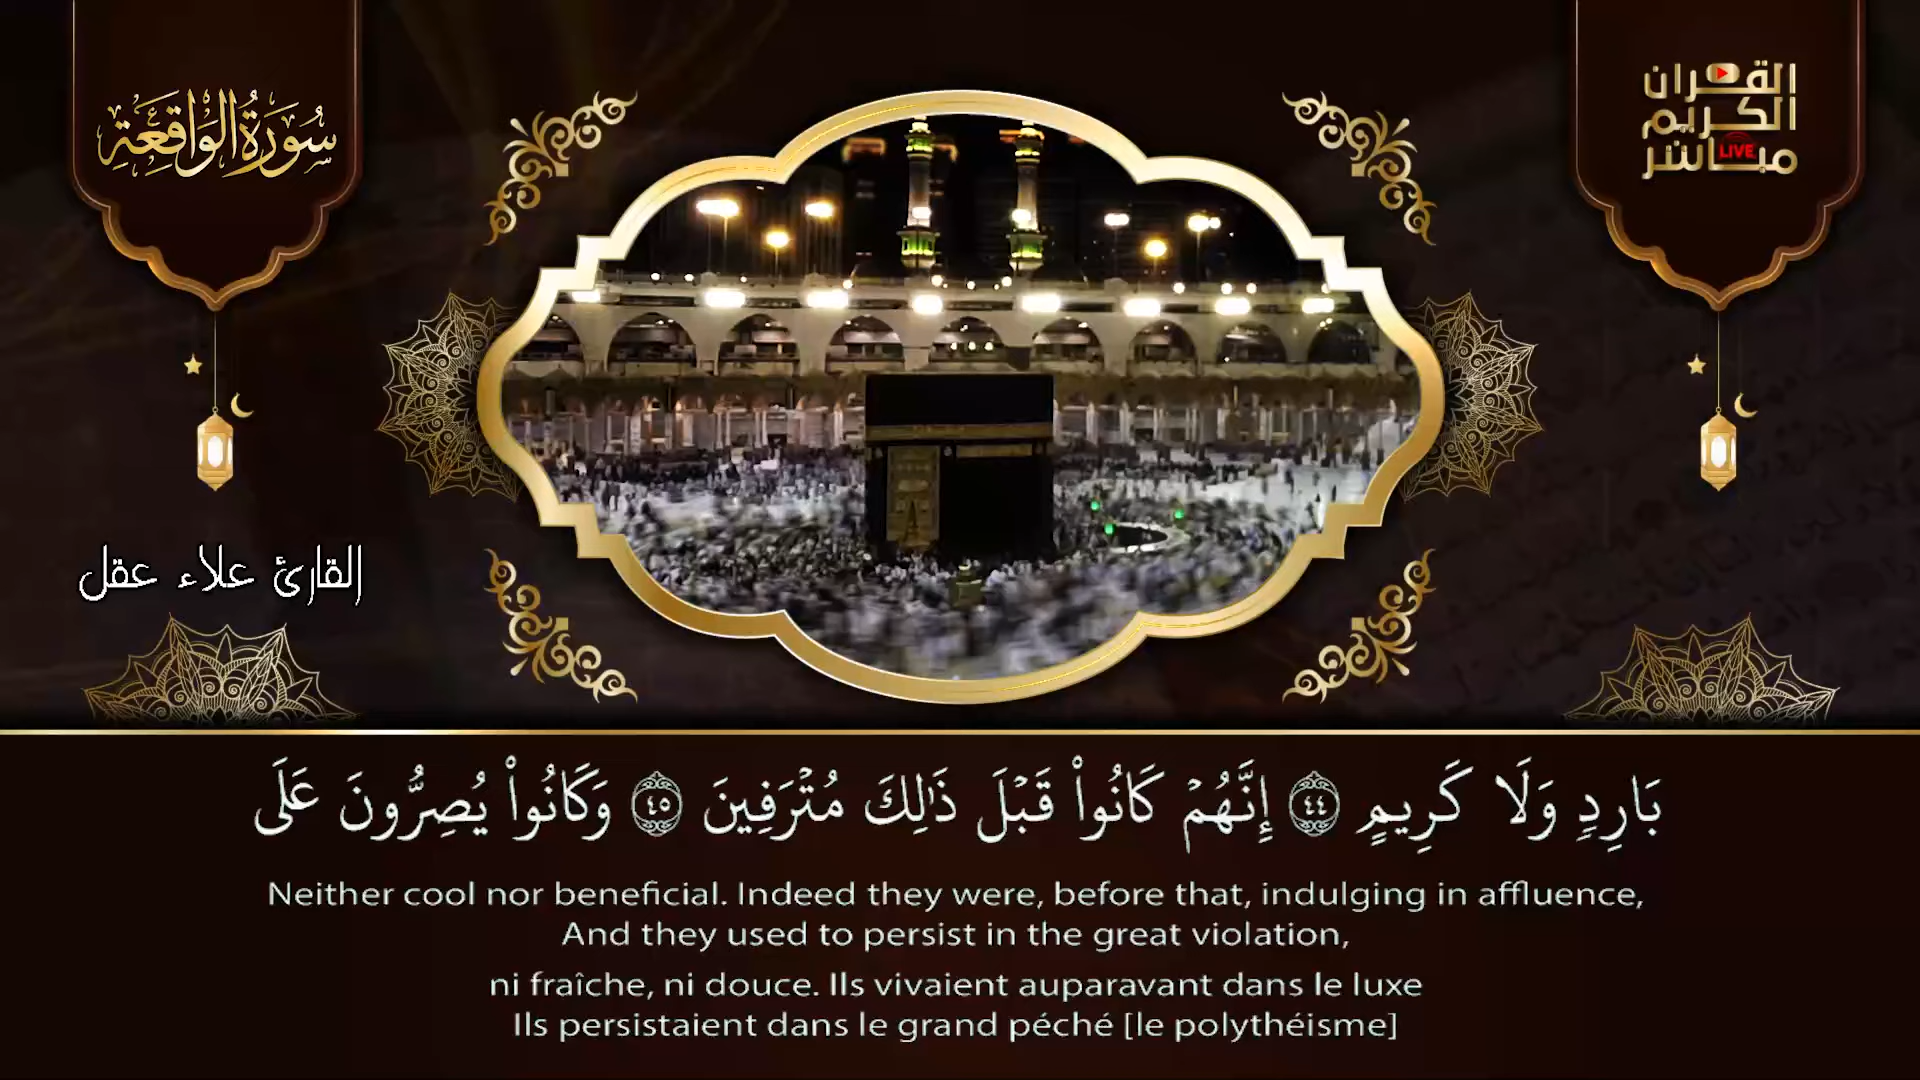 سُورَةُ الوَاقِعَةِ
القرآن
الكريم
مباشر
LIVE
القارئ علاء عقل
بَارِدٍ وَلَا كَرِيمٍ ٤٤ إِنَّهُمْ كَانُوا۟ قَبْلَ ذَٰلِكَ مُتْرَفِينَ ٤٥ وَكَانُوا۟ يُصِرُّونَ عَلَى
Neither cool nor beneficial. Indeed they were, before that, indulging in affluence,
And they used to persist in the great violation,
ni fraîche, ni douce. Ils vivaient auparavant dans le luxe
Ils persistaient dans le grand péché [le polythéisme]